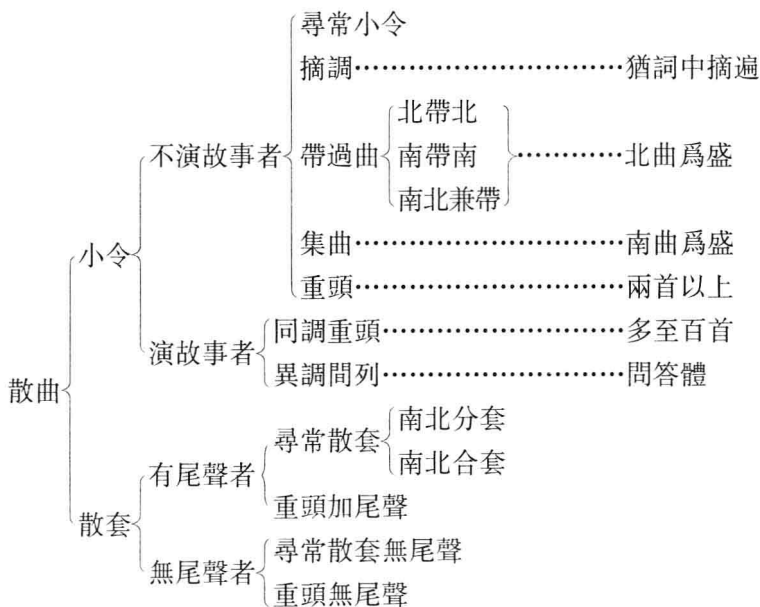 尋常小令
摘調⋯⋯⋯⋯⋯⋯⋯⋯⋯⋯猶詞中摘遍
北帶北
不演故事者 帶過曲 南帶南⋯⋯⋯⋯北曲爲盛
南北兼帶
小令 集曲⋯⋯⋯⋯⋯⋯⋯⋯⋯⋯南曲爲盛
重頭⋯⋯⋯⋯⋯⋯⋯⋯⋯⋯兩首以上
演故事者 同調重頭⋯⋯⋯⋯⋯⋯⋯⋯多至百首
散曲 異調間列⋯⋯⋯⋯⋯⋯⋯⋯問答體
尋常散套 南北分套
有尾聲者 南北合套
散套 重頭加尾聲
無尾聲者 尋常散套無尾聲
重頭無尾聲